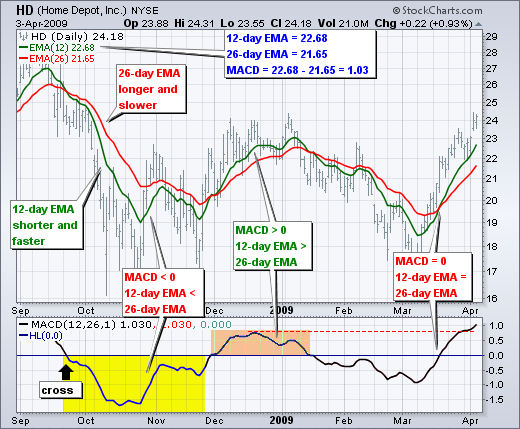 HD (Home Depot, Inc.) NYSE © StockCharts.com
3-Apr-2009 Op 23.88 Hi 24.31 Lo 23.55 Cl 24.18 Vol 21.0M Chg +0.22 (+0.93%)
HD (Daily) 24.18
EMA(12) 22.68
EMA(26) 21.65
12-day EMA = 22.68
26-day EMA = 21.65
MACD = 22.68 - 21.65 = 1.03
26-day EMA
longer and
slower
12-day EMA
shorter and
faster
MACD < 0
12-day EMA <
26-day EMA
MACD > 0
12-day EMA >
26-day EMA
MACD = 0
12-day EMA =
26-day EMA
29
28
27
26
25
24
23
22
21
20
19
18
17
16
Sep Oct Nov Dec 2009 Feb Mar Apr
MACD(12,26,1) 1.030, 1.030, 0.000
HL(0.0)
cross
1.0
0.5
0.0
-0.5
-1.0
-1.5
Sep Oct Nov Dec 2009 Feb Mar Apr